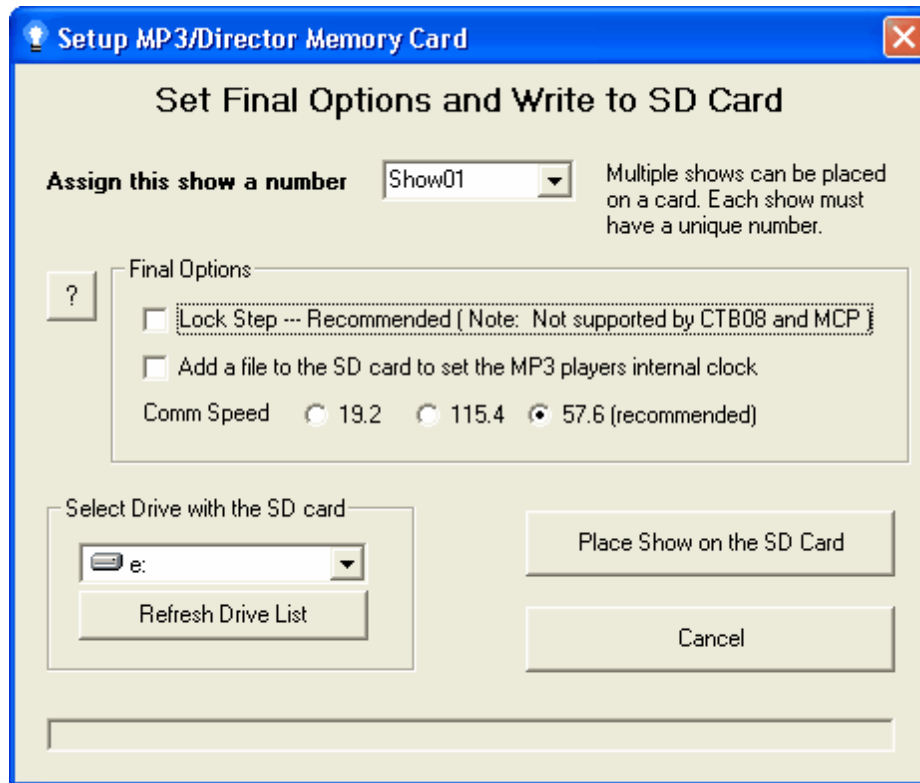 Setup MP3/Director Memory Card
Set Final Options and Write to SD Card
Assign this show a number
Show01
Multiple shows can be placed
on a card. Each show must
have a unique number.
?
Final Options
Lock Step --- Recommended ( Note:  Not supported by CTB08 and MCP )
Add a file to the SD card to set the MP3 players internal clock
Comm Speed 19.2 115.4 57.6 (recommended)
Select Drive with the SD card
e:
Refresh Drive List
Place Show on the SD Card
Cancel